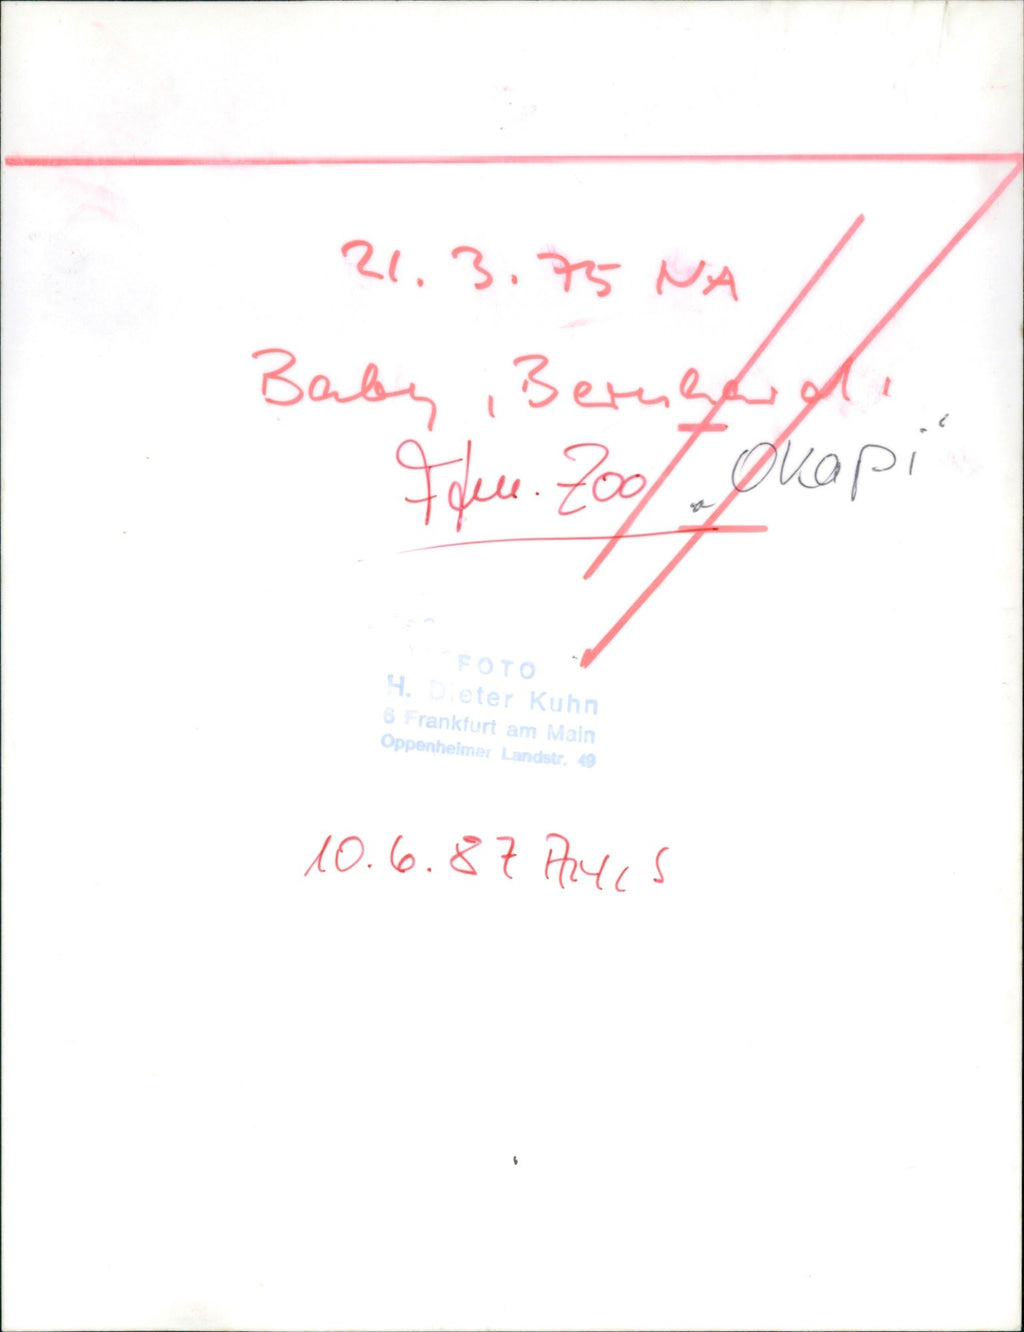 21. 3. 75 NA
Baby ‚Bernhard'
Ffm. Zoo „Okapi“
FOTO
H. Dieter Kuhn
6 Frankfurt am Main
Oppenheimer Landstr. 49
10.6.87